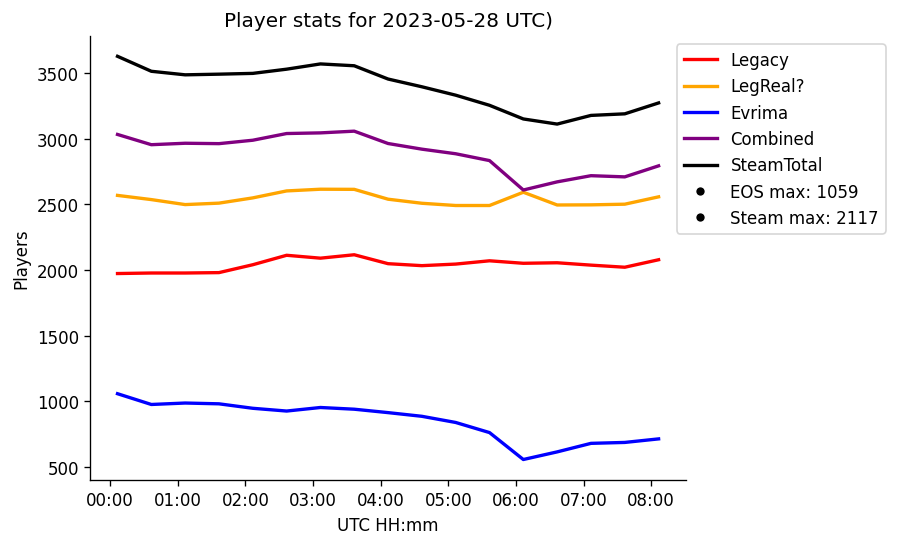 Player stats for 2023-05-28 UTC)
Legacy
LegReal?
Evrima
Combined
SteamTotal
EOS max: 1059
Steam max: 2117
Players
3500
3000
2500
2000
1500
1000
500
00:00 01:00 02:00 03:00 04:00 05:00 06:00 07:00 08:00
UTC HH:mm